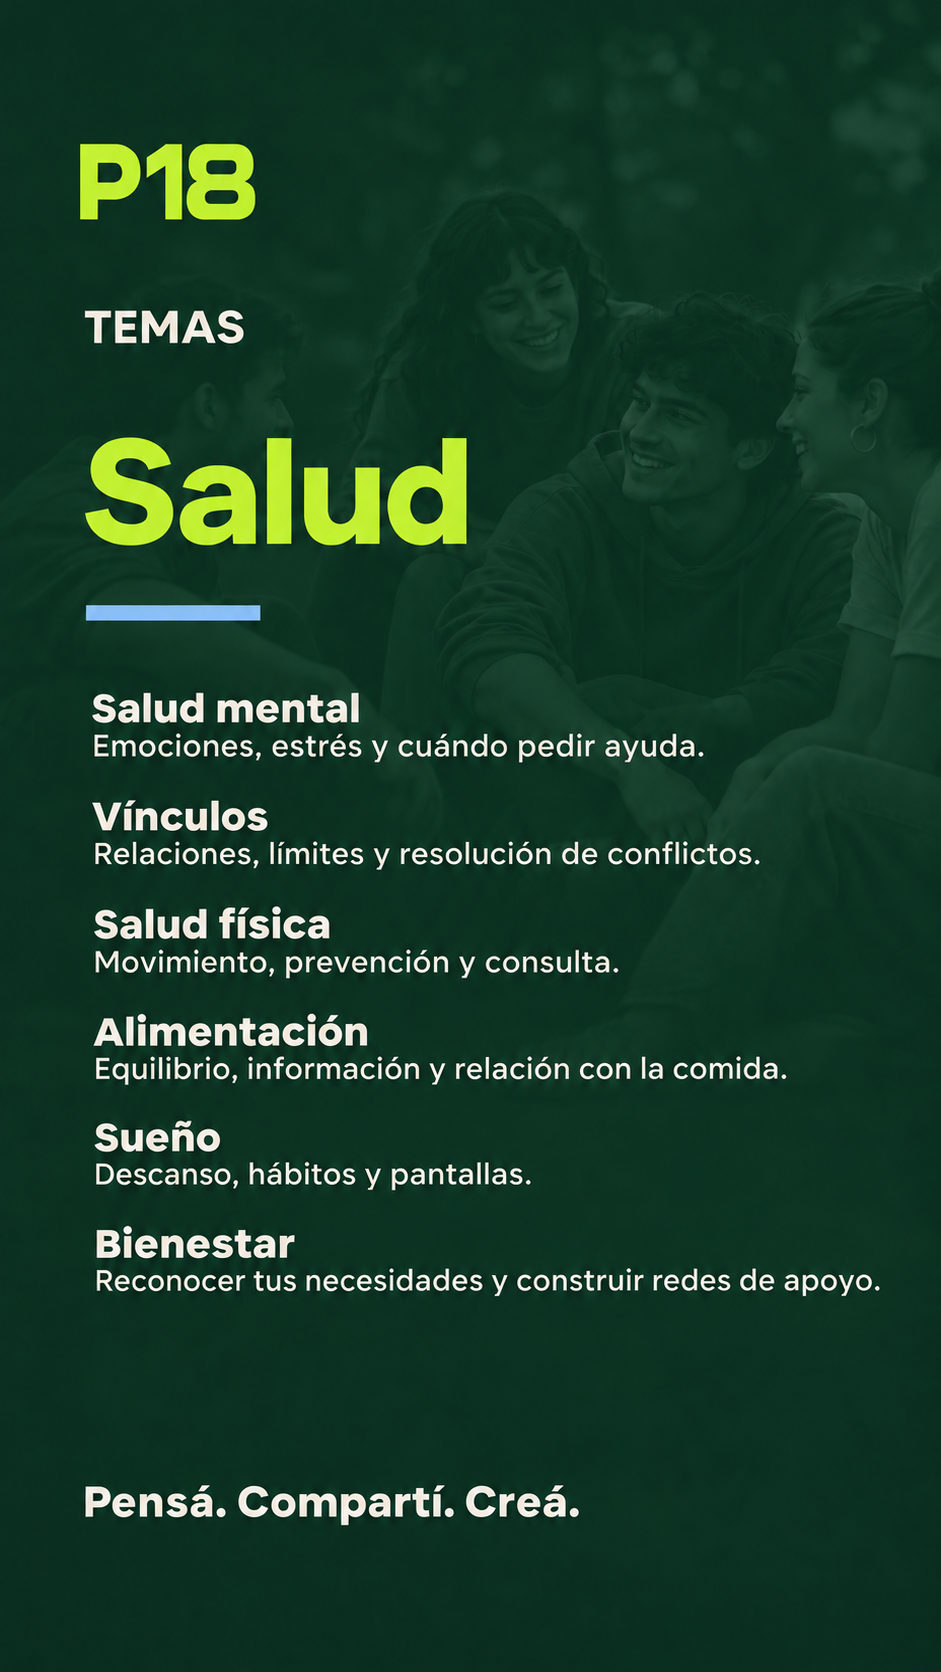 P18
TEMAS
Salud
Salud mental
Emociones, estrés y cuándo pedir ayuda.
Vínculos
Relaciones, límites y resolución de conflictos.
Salud física
Movimiento, prevención y consulta.
Alimentación
Equilibrio, información y relación con la comida.
Sueño
Descanso, hábitos y pantallas.
Bienestar
Reconocer tus necesidades y construir redes de apoyo.
Pensá. Compartí. Creá.